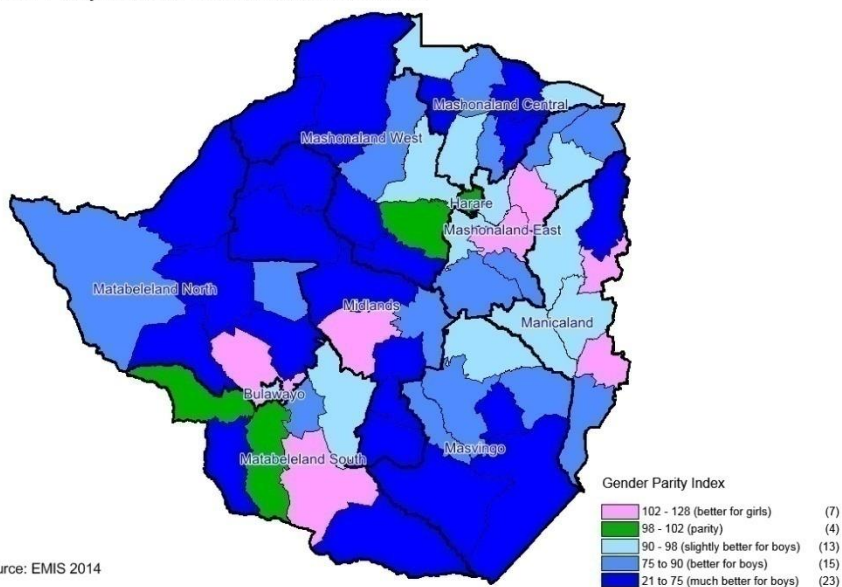 Mashonaland Central
Mashonaland West
Harare
Mashonaland East
Matabeleland North
Midlands
Manicaland
Bulawayo
Matabeleland South
Masvingo
Gender Parity Index
102 - 128 (better for girls) (7)
98 - 102 (parity) (4)
90 - 98 (slightly better for boys) (13)
75 to 90 (better for boys) (15)
21 to 75 (much better for boys) (23)
urce: EMIS 2014